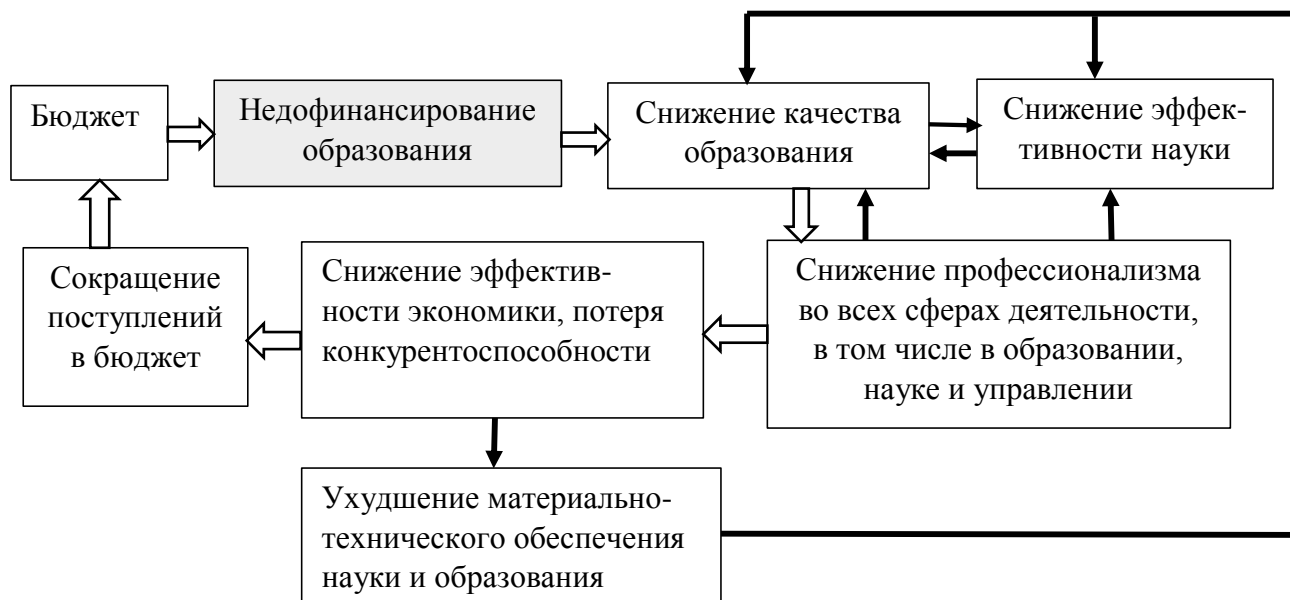 Бюджет
Недофинансирование
образования
Снижение качества
образования
Снижение эффек-
тивности науки
Сокращение
поступлений
в бюджет
Снижение эффектив-
ности экономики, потеря
конкурентоспособности
Снижение профессионализма
во всех сферах деятельности,
в том числе в образовании,
науке и управлении
Ухудшение материально-
технического обеспечения
науки и образования